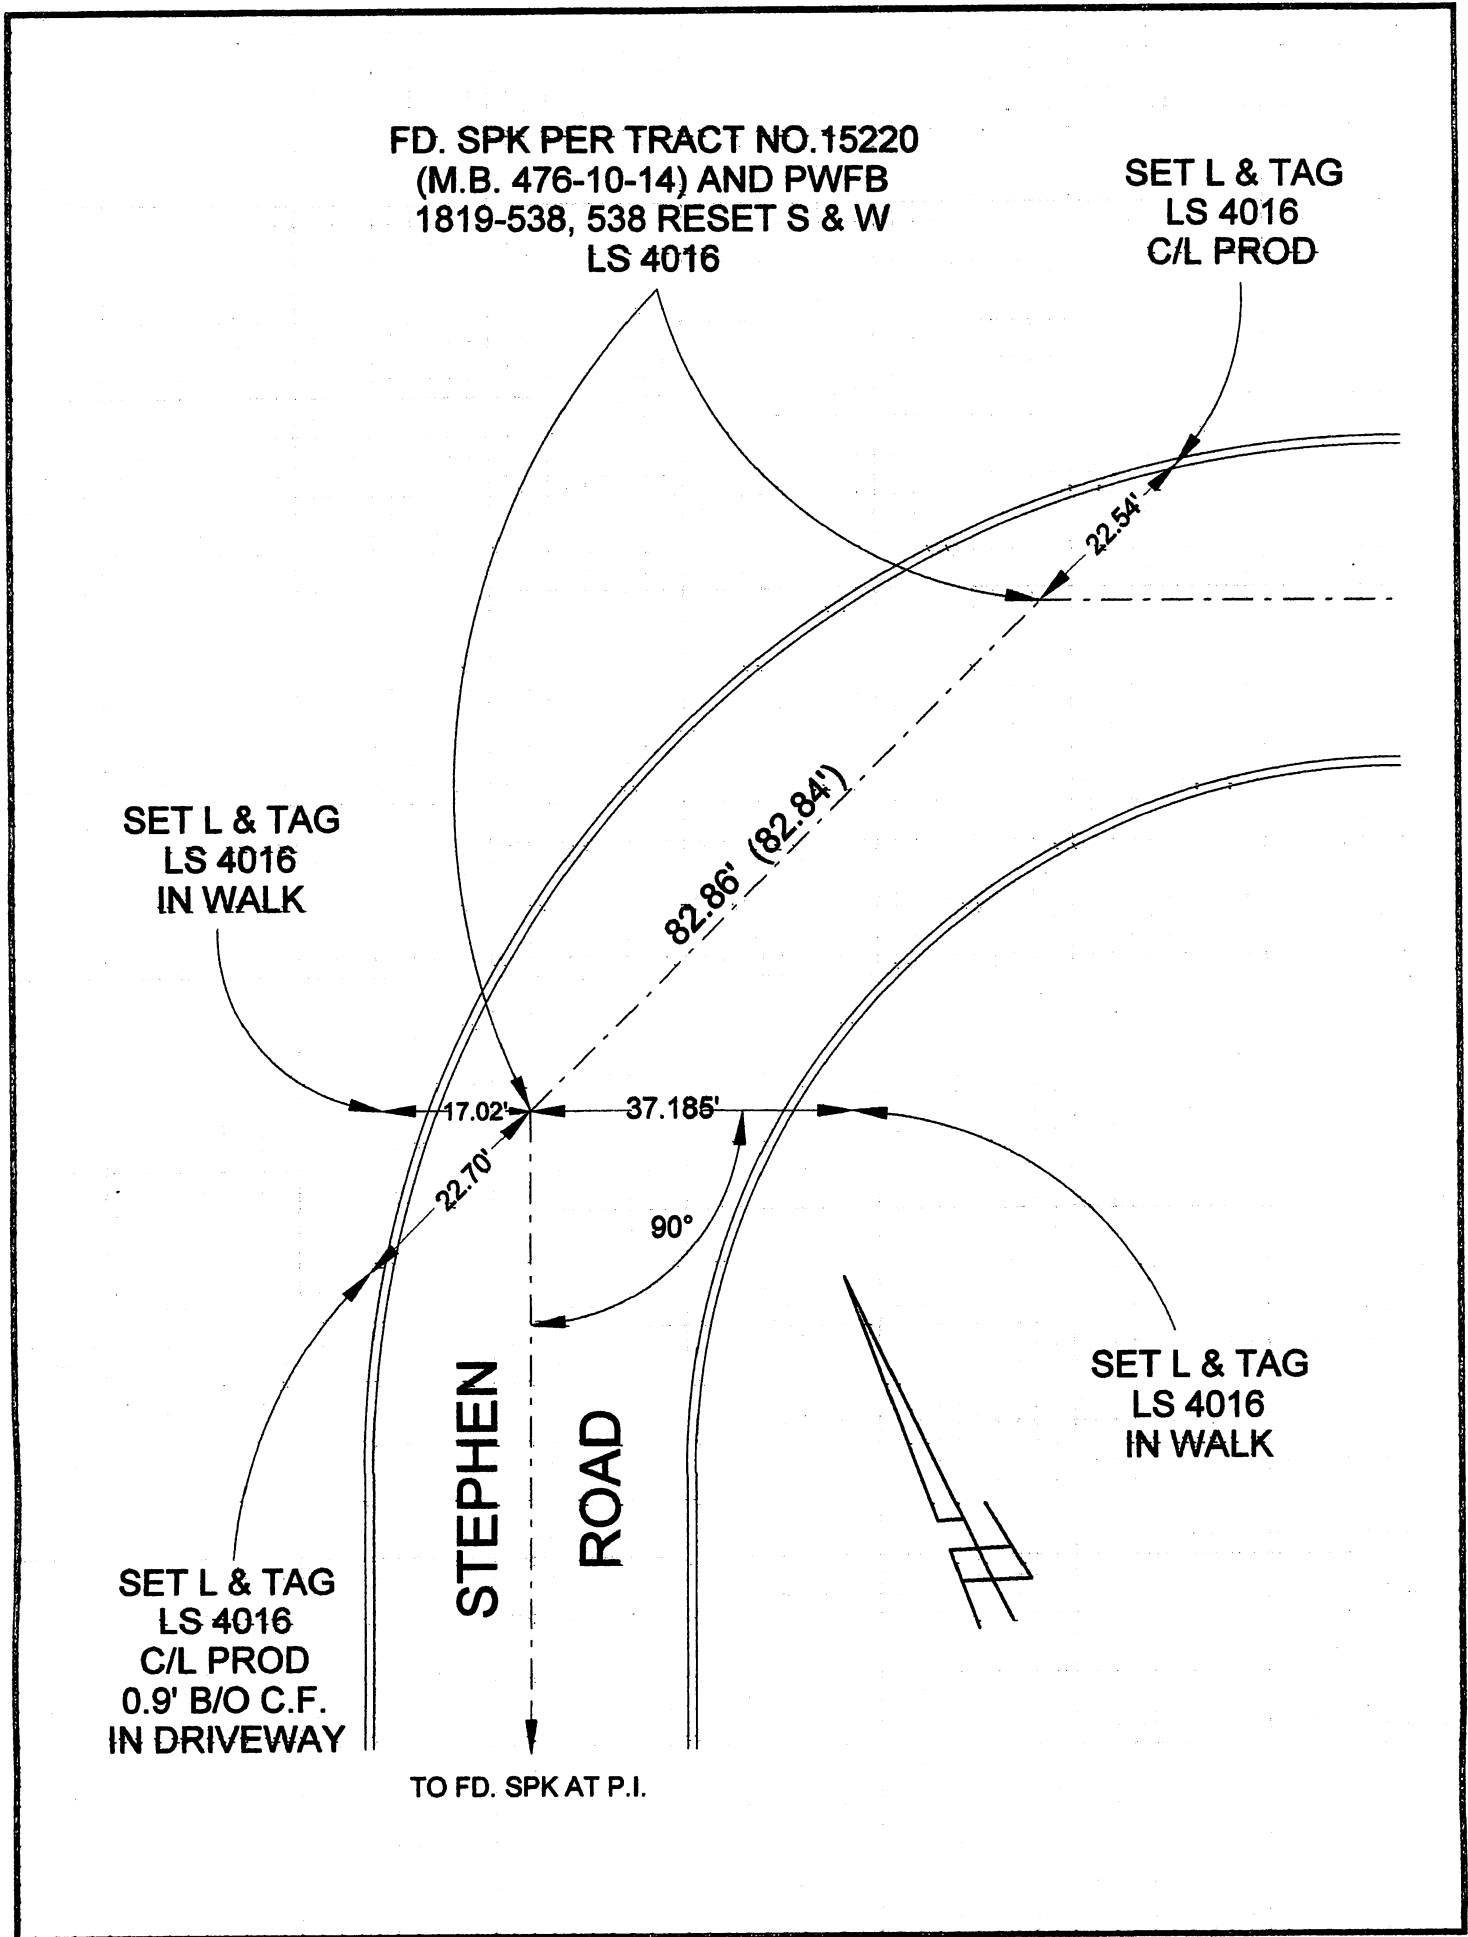 FD. SPK PER TRACT NO.15220
(M.B. 476-10-14) AND PWFB
1819-538, 538 RESET S & W
LS 4016
SET L & TAG
LS 4016
C/L PROD
22.54'
82.86' (82.84')
SET L & TAG
LS 4016
IN WALK
17.02'
37.185'
22.70'
90°
STEPHEN
ROAD
SET L & TAG
LS 4016
IN WALK
SET L & TAG
LS 4016
C/L PROD
0.9' B/O C.F.
IN DRIVEWAY
TO FD. SPK AT P.I.